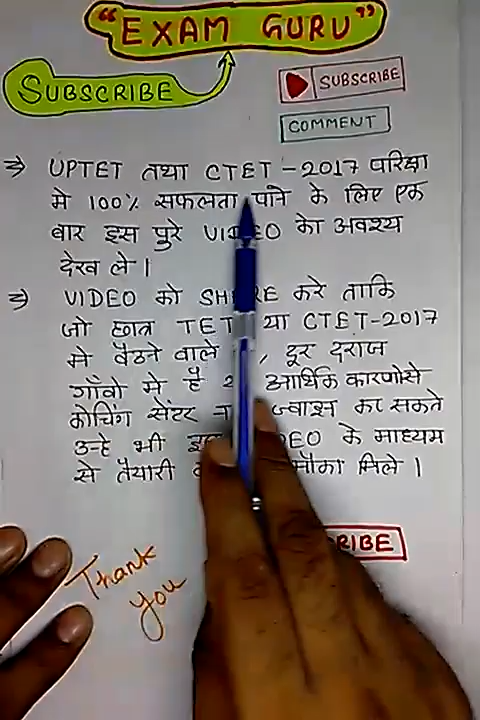 "EXAM GURU"
SUBSCRIBE
SUBSCRIBE
COMMENT
⇒ UPTET तथा CTET-2017 परिक्षा
मे 100% सफलता पाने के लिए एक
बार इस पुरे VIDEO को अवश्य
देख ले।
⇒ VIDEO को SHERE करे ताकि
जो छात्र TET या CTET-2017
मे बैठने वाले , दूर दराज
गाँवो मे है आर्थिक कारणोसे
कोचिंग सेंटर ज्वाइन कर सकते
उन्हे भी VIDEO के माध्यम
से तैयारी मौका मिले।
Thank
you